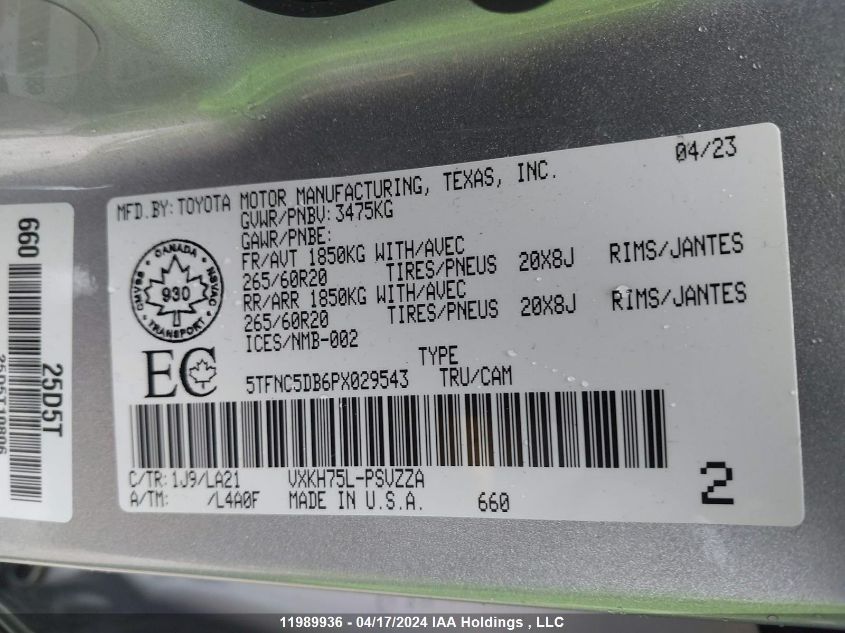 04/23
MFD.BY: TOYOTA MOTOR MANUFACTURING, TEXAS, INC.
GVWR/PNBV: 3475KG
GAWR/PNBE:
FR/AVT 1850KG WITH/AVEC
265/60R20 TIRES/PNEUS 20X8J RIMS/JANTES
RR/ARR 1850KG WITH/AVEC
265/60R20 TIRES/PNEUS 20X8J RIMS/JANTES
ICES/NMB-002
CANADA
930
TRANSPORT
EC
TYPE
5TFNC5DB6PX029543 TRU/CAM
C/TR: 1J9/LA21 VXKH75L-PSVZZA
A/TM: /L4A0F MADE IN U.S.A. 660
2
660
25D5T
11989936 - 04/17/2024 IAA Holdings , LLC